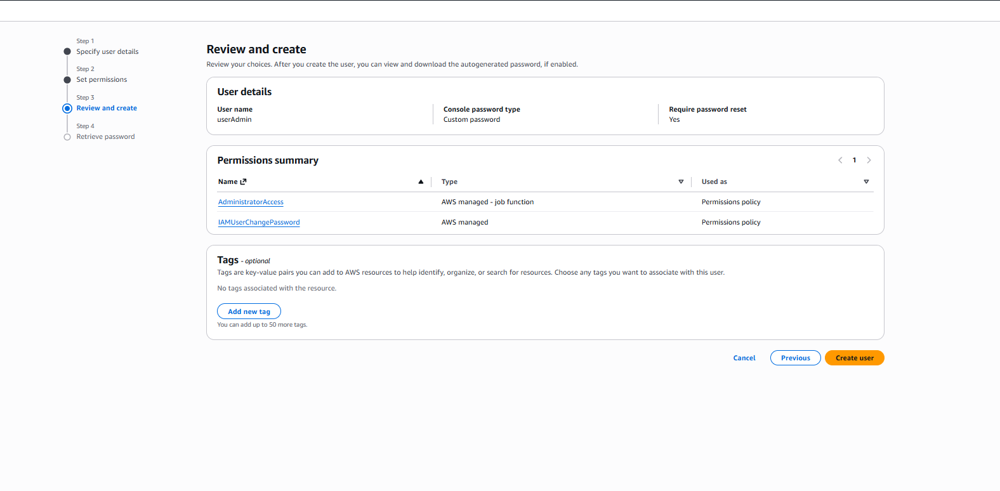 Step 1
Specify user details
Step 2
Set permissions
Step 3
Review and create
Step 4
Retrieve password
Review and create
Review your choices. After you create the user, you can view and download the autogenerated password, if enabled.
User details
User name
userAdmin
Console password type
Custom password
Require password reset
Yes
Permissions summary
1
Name Type Used as
AdministratorAccess AWS managed - job function Permissions policy
IAMUserChangePassword AWS managed Permissions policy
Tags - optional
Tags are key-value pairs you can add to AWS resources to help identify, organize, or search for resources. Choose any tags you want to associate with this user.
No tags associated with the resource.
Add new tag
You can add up to 50 more tags.
Cancel Previous Create user